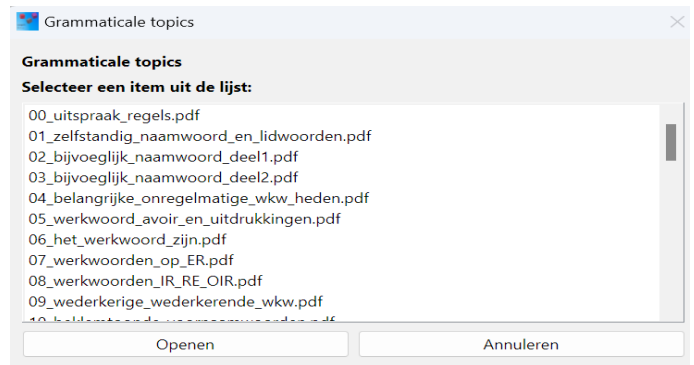 Grammaticale topics
Grammaticale topics
Selecteer een item uit de lijst:
00_uitspraak_regels.pdf
01_zelfstandig_naamwoord_en_lidwoorden.pdf
02_bijvoeglijk_naamwoord_deel1.pdf
03_bijvoeglijk_naamwoord_deel2.pdf
04_belangrijke_onregelmatige_wkw_heden.pdf
05_werkwoord_avoir_en_uitdrukkingen.pdf
06_het_werkwoord_zijn.pdf
07_werkwoorden_op_ER.pdf
08_werkwoorden_IR_RE_OIR.pdf
09_wederkerige_wederkerende_wkw.pdf
Openen Annuleren